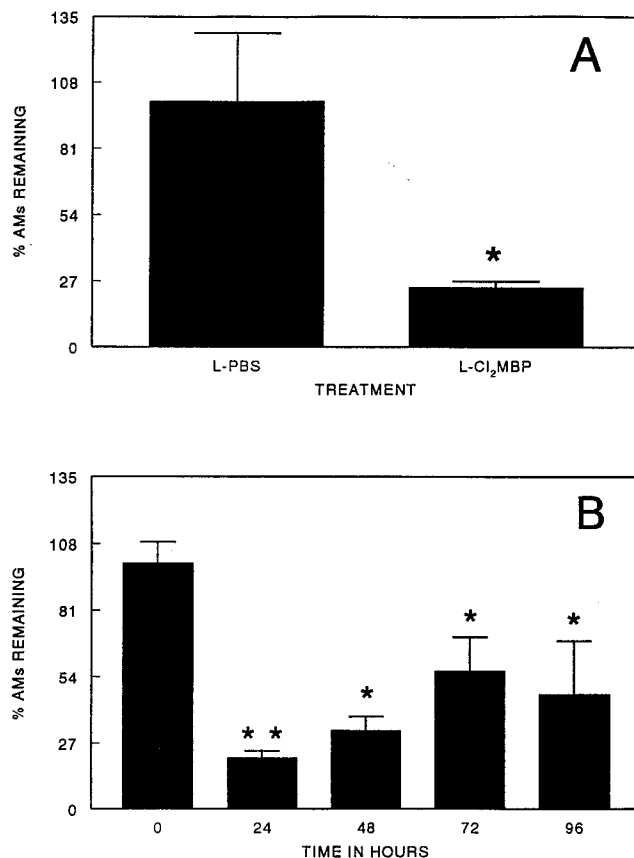 135
A
108
81
54
27
0
% AMs REMAINING
*
L-PBS
L-Cl₂MBP
TREATMENT
135
B
108
81
54
27
0
% AMs REMAINING
* *
*
*
*
0 24 48 72 96
TIME IN HOURS